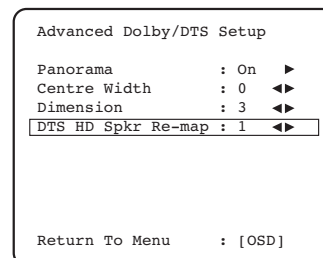 Advanced Dolby/DTS Setup
Panorama : On ►
Centre Width : 0 ◄►
Dimension : 3 ◄►
DTS HD Spkr Re-map : 1 ◄►
Return To Menu : [OSD]